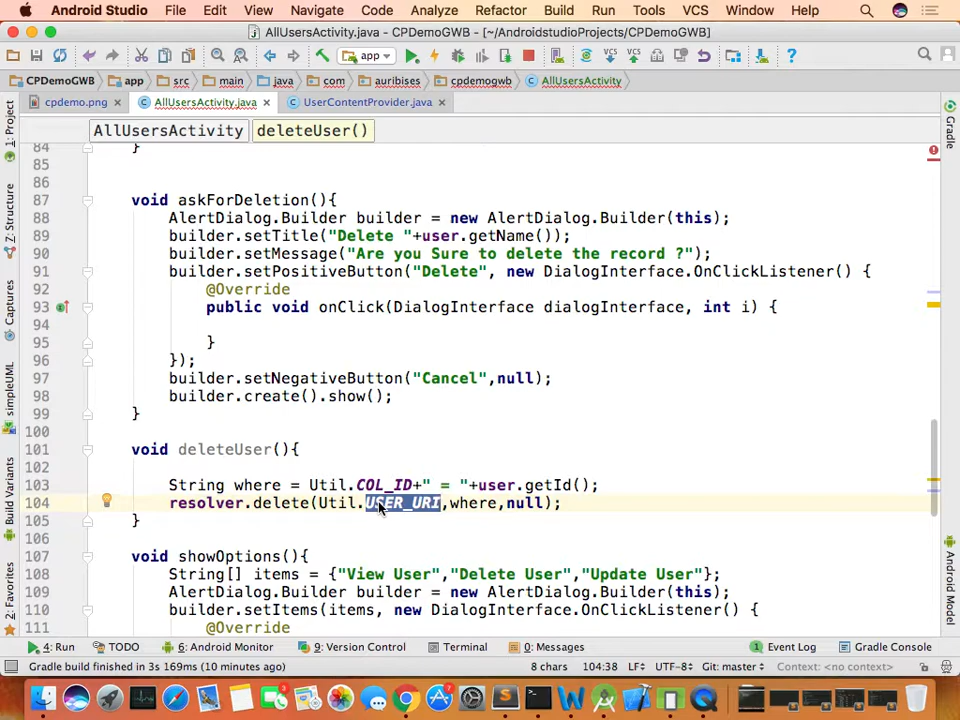 Android Studio File Edit View Navigate Code Analyze Refactor Build Run Tools VCS Window Help
AllUsersActivity.java - CPDemoGWB - [~/AndroidstudioProjects/CPDemoGWB]
app
CPDemoGWB app src main java com auribises cpdemogwb AllUsersActivity
cpdemo.png AllUsersActivity.java UserContentProvider.java
AllUsersActivity deleteUser()
84 }
85
86
87 void askForDeletion(){
88 AlertDialog.Builder builder = new AlertDialog.Builder(this);
89 builder.setTitle("Delete "+user.getName());
90 builder.setMessage("Are you Sure to delete the record ?");
91 builder.setPositiveButton("Delete", new DialogInterface.OnClickListener() {
92 @Override
93 public void onClick(DialogInterface dialogInterface, int i) {
94
95 }
96 });
97 builder.setNegativeButton("Cancel",null);
98 builder.create().show();
99 }
100
101 void deleteUser(){
102
103 String where = Util.COL_ID+" = "+user.getId();
104 resolver.delete(Util.USER_URI,where,null);
105 }
106
107 void showOptions(){
108 String[] items = {"View User","Delete User","Update User"};
109 AlertDialog.Builder builder = new AlertDialog.Builder(this);
110 builder.setItems(items, new DialogInterface.OnClickListener() {
111 @Override
1: Project
7: Structure
Captures
simpleUML
Build Variants
2: Favorites
Gradle
Android Model
4: Run TODO 6: Android Monitor 9: Version Control Terminal 0: Messages Event Log Gradle Console
Gradle build finished in 3s 169ms (10 minutes ago) 8 chars 104:38 LF UTF-8 Git: master Context: <no context>